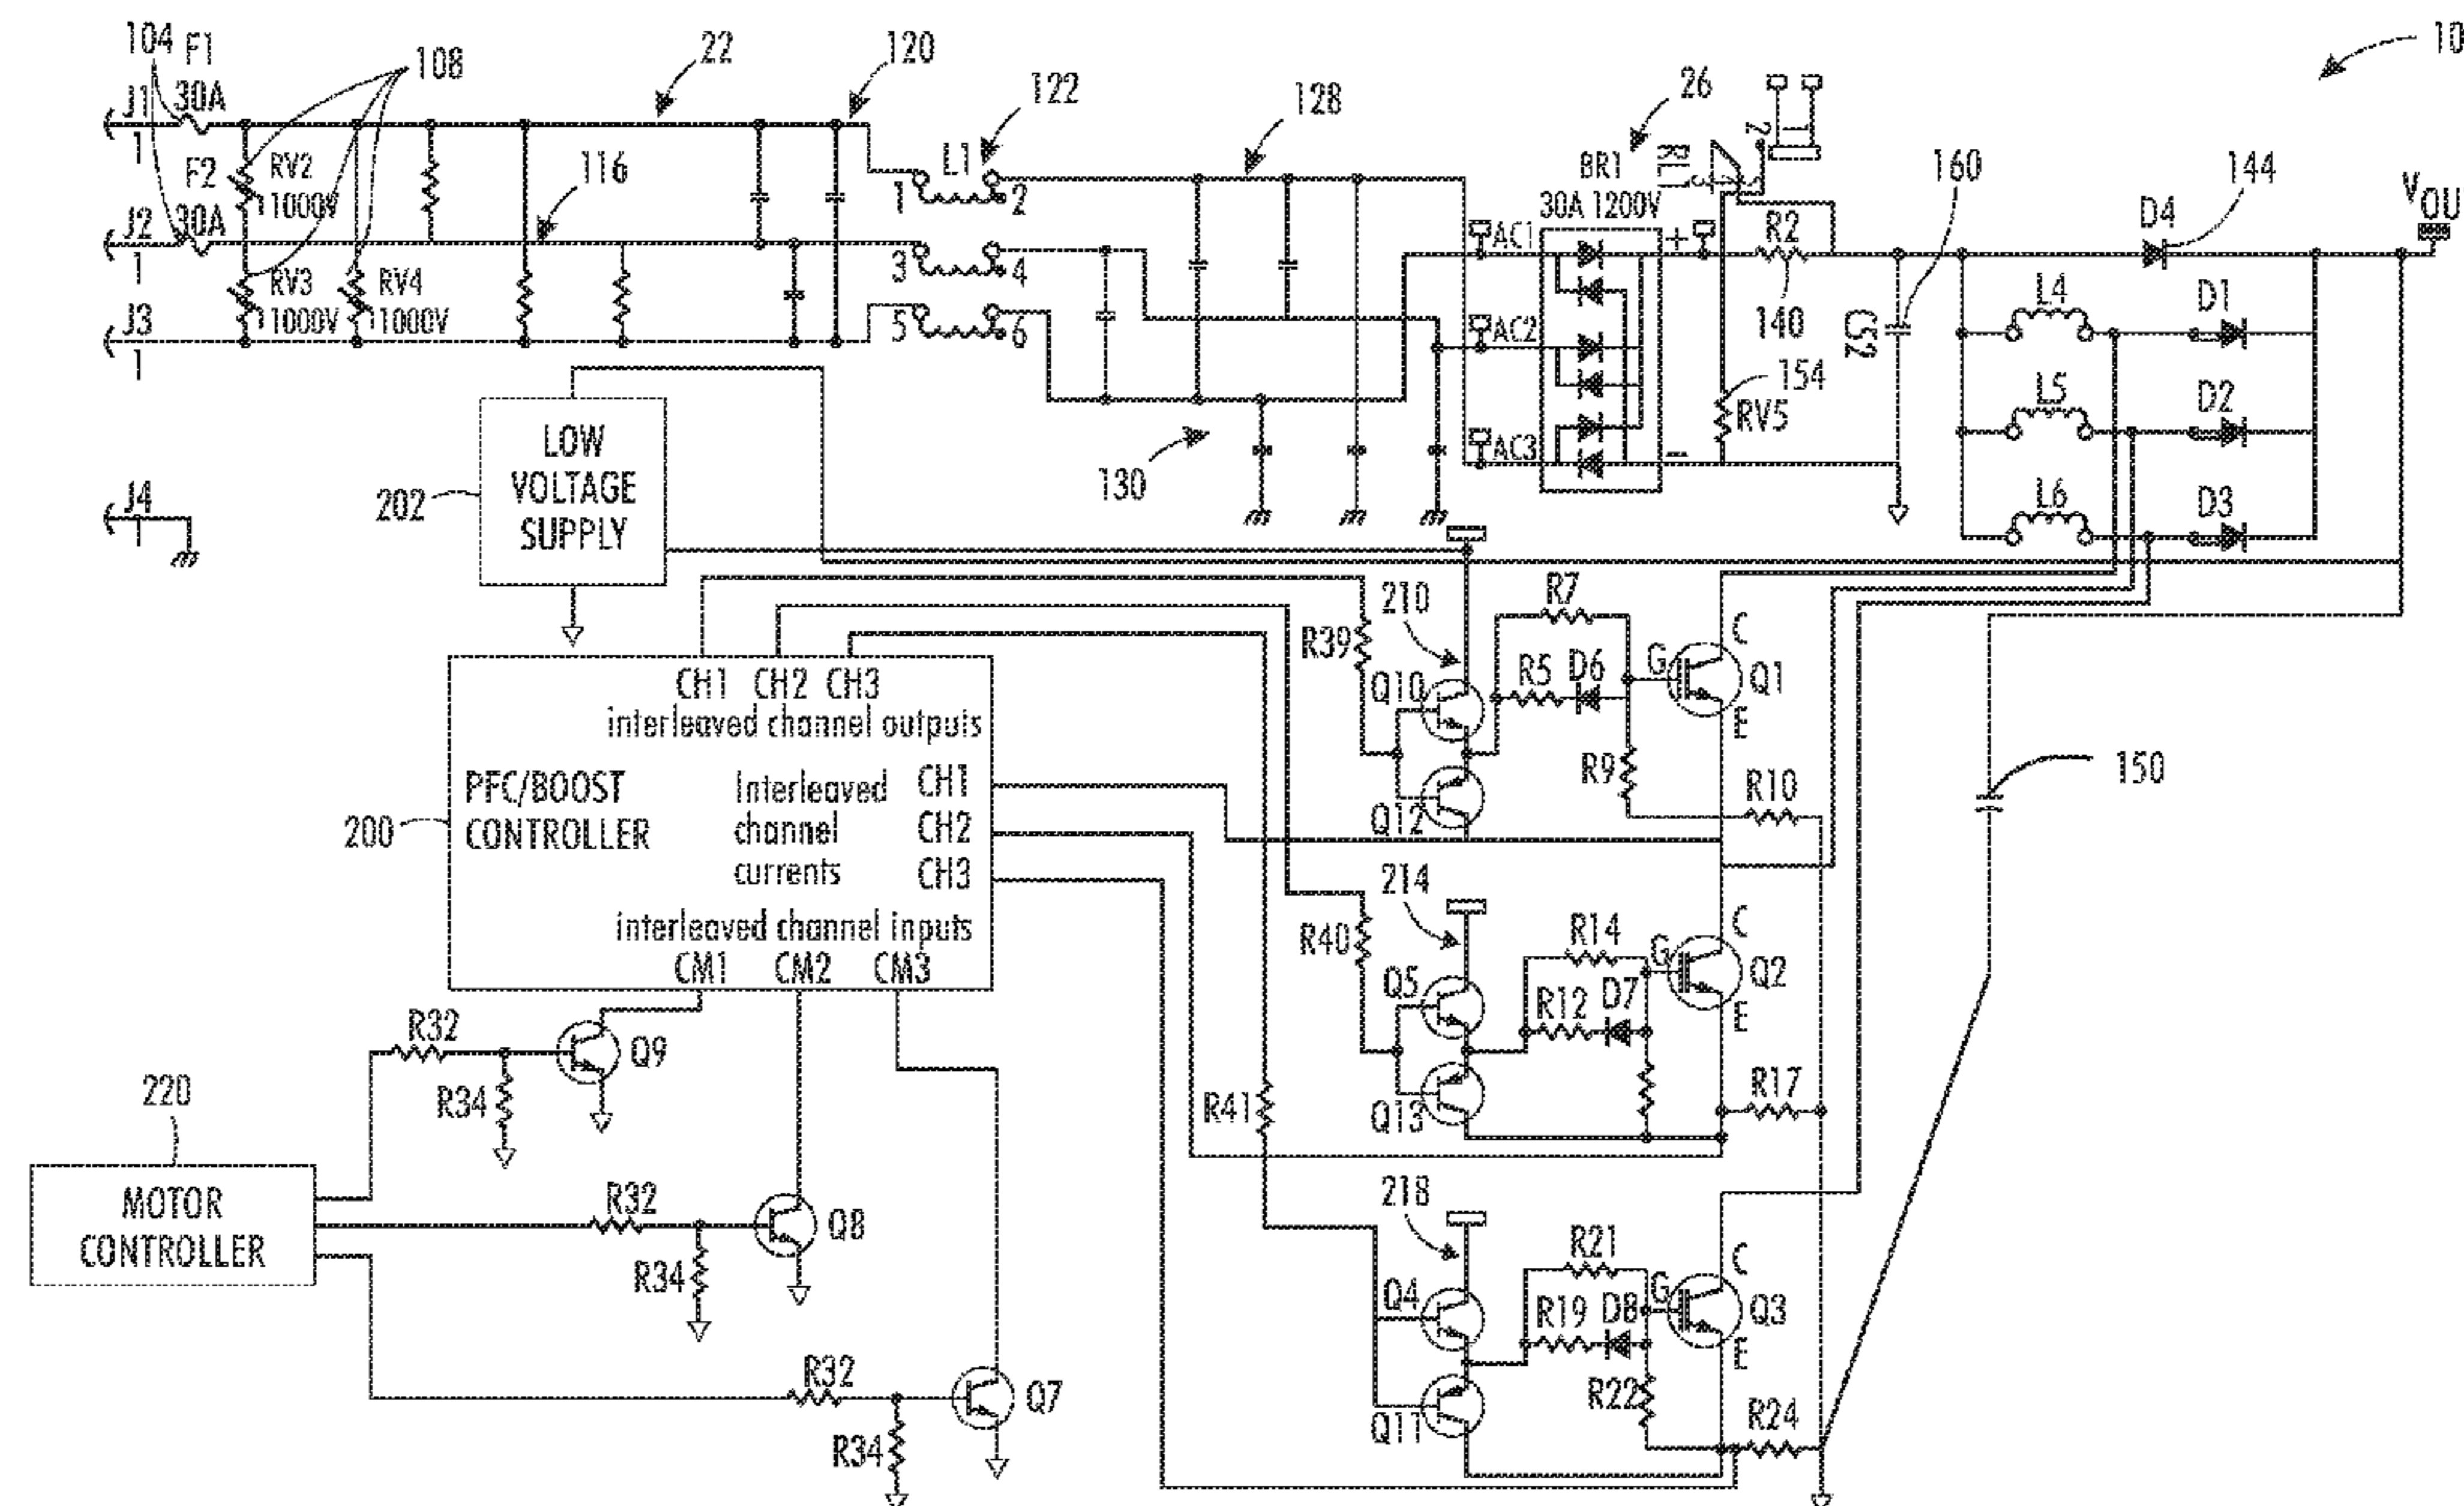 104
F1
108
22
120
122
128
26
10
J1
30A
1
F2
RV2
1000V
116
L1
1
2
BR1
30A 1200V
RL1
2
160
144
D4
J2
30A
1
3
4
AC1
+
R2
140
V
OU
J3
1
RV3
1000V
RV4
1000V
5
6
AC2
C52
L4
D1
154
RV5
L5
D2
LOW
VOLTAGE
SUPPLY
202
130
AC3
-
L6
D3
J4
1
210
R7
R39
C
CH1 CH2 CH3
interleaved channel outputs
Q10
R5
D6
G
Q1
E
PFC/BOOST
CONTROLLER
200
Interleaved
channel
currents
CH1
CH2
CH3
R9
R10
150
Q12
214
interleaved channel inputs
CM1
CM2
CM3
R40
R14
C
G
Q2
Q5
R12
D7
E
R32
Q9
R34
R41
Q13
R17
220
MOTOR
CONTROLLER
R32
Q8
R34
218
R21
C
G
Q3
Q4
R19
D8
E
R32
Q7
R34
R22
Q11
R24